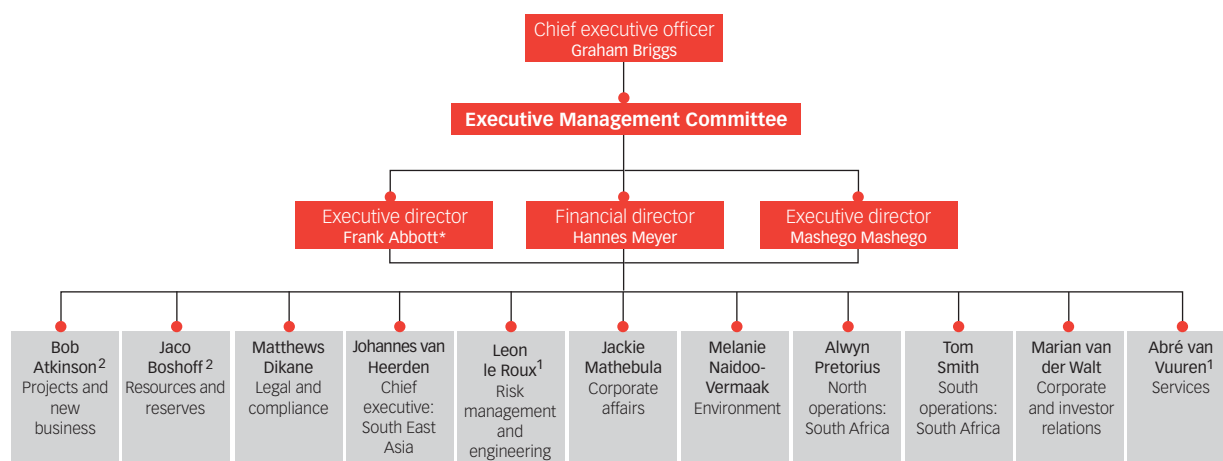 Chief executive officer
Graham Briggs
Executive Management Committee
Executive director
Frank Abbott*
Financial director
Hannes Meyer
Executive director
Mashego Mashego
Bob
Atkinson²
Projects and
new
business
Jaco
Boshoff²
Resources and
reserves
Matthews
Dikane
Legal and
compliance
Johannes van
Heerden
Chief
executive:
South East
Asia
Leon
le Roux¹
Risk
management
and
engineering
Jackie
Mathebula
Corporate
affairs
Melanie
Naidoo-
Vermaak
Environment
Alwyn
Pretorius
North
operations:
South Africa
Tom
Smith
South
operations:
South Africa
Marian van
der Walt
Corporate
and investor
relations
Abré van
Vuuren¹
Services